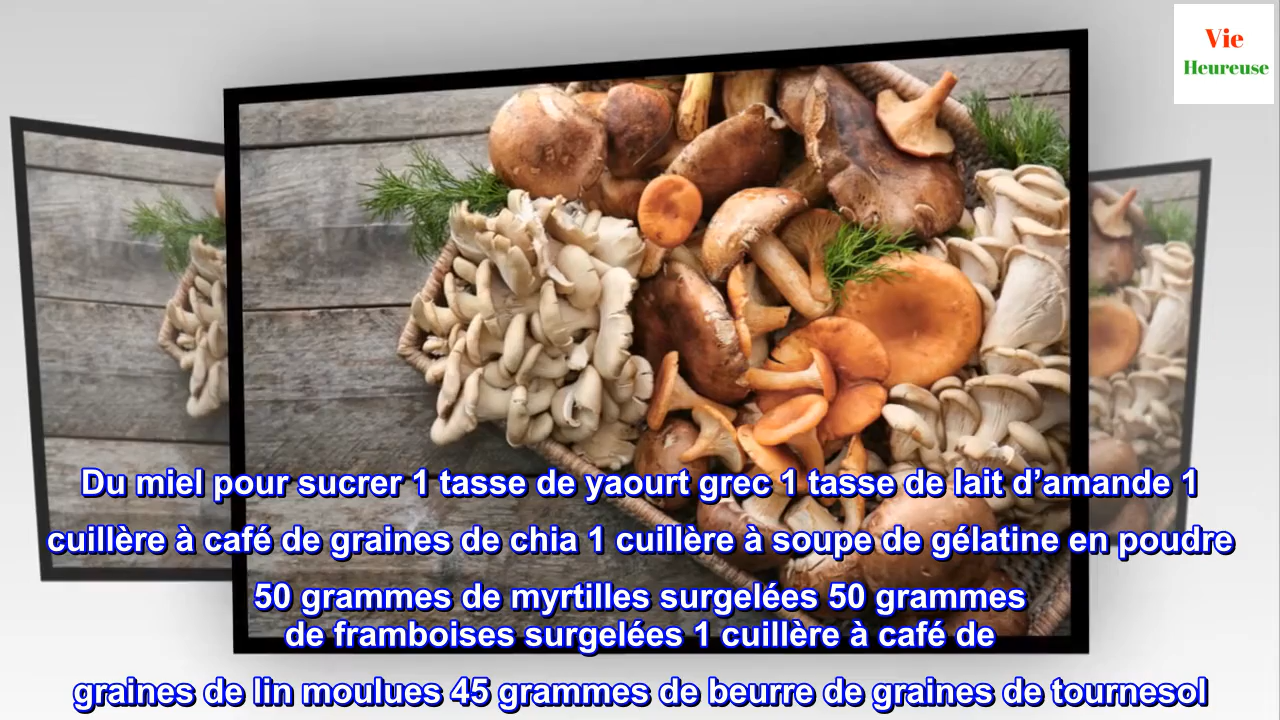 Vie
Heureuse
Du miel pour sucrer 1 tasse de yaourt grec 1 tasse de lait d’amande 1
cuillère à café de graines de chia 1 cuillère à soupe de gélatine en poudre
50 grammes de myrtilles surgelées 50 grammes
de framboises surgelées 1 cuillère à café de
graines de lin moulues 45 grammes de beurre de graines de tournesol